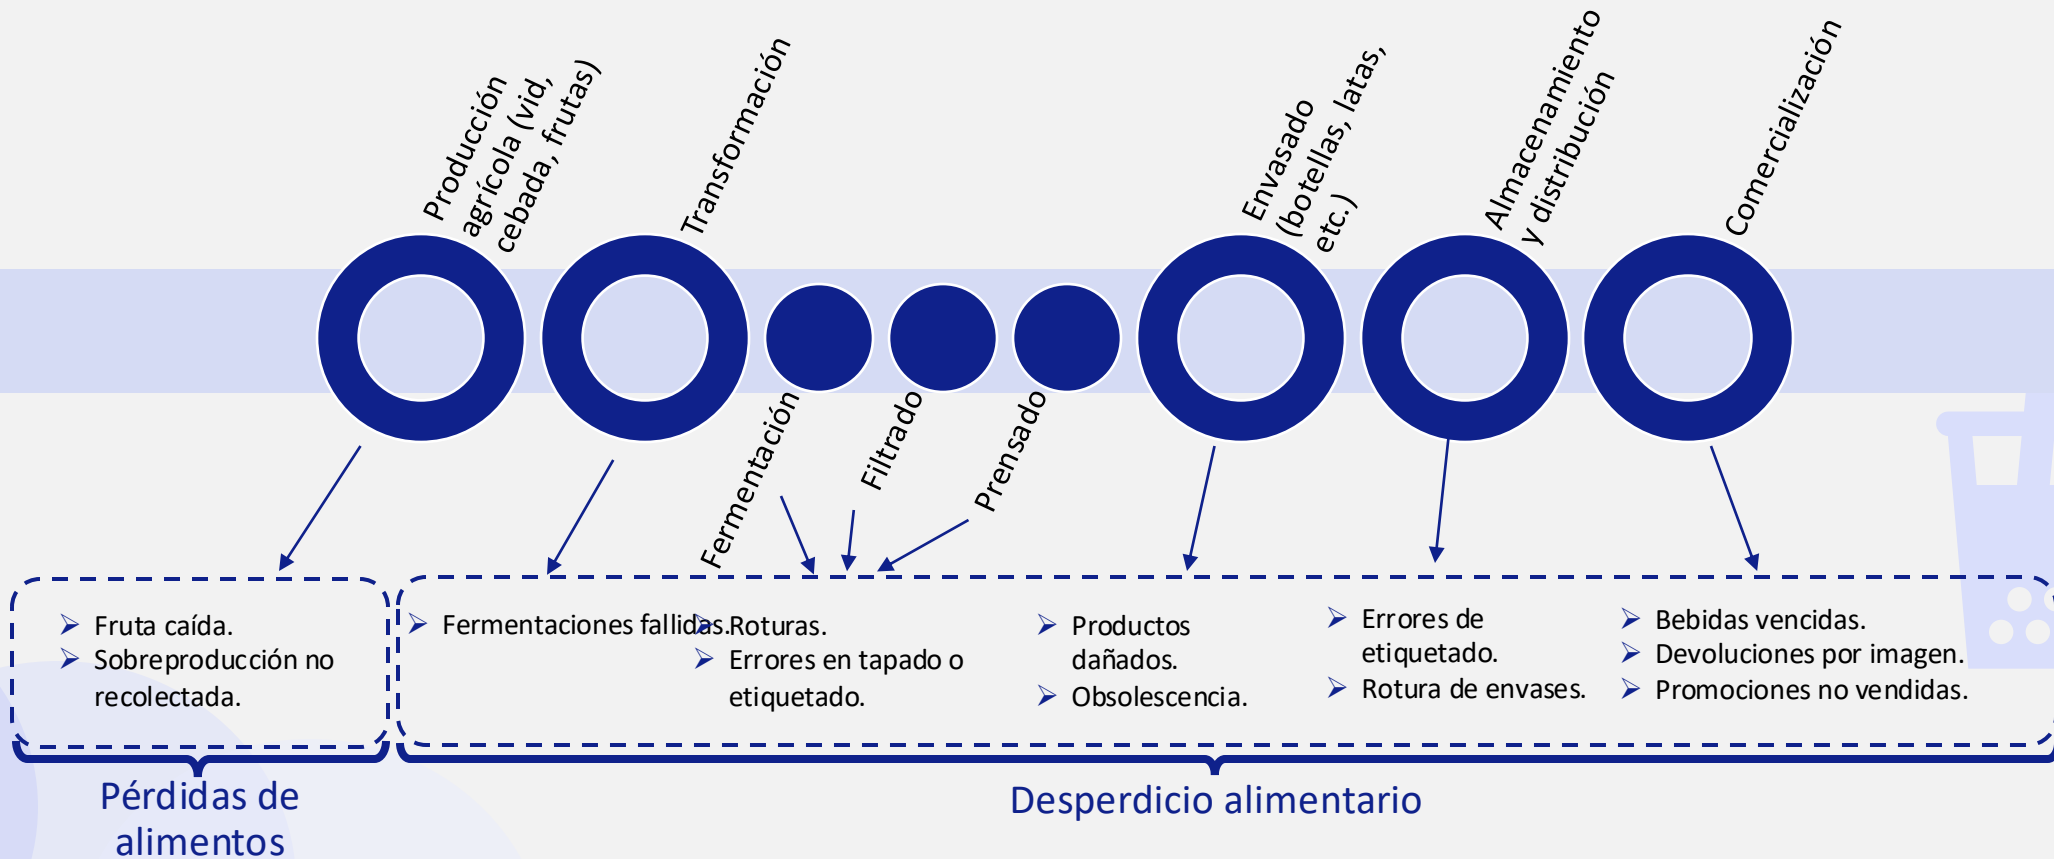 Producción
agrícola (vid,
cebada, frutas)
Transformación
Fermentación
Filtrado
Prensado
Envasado
(botellas, latas,
etc.)
Almacenamiento
y distribución
Comercialización
Fruta caída.
Sobreproducción no
recolectada.
Fermentaciones fallidas.
Roturas.
Errores en tapado o
etiquetado.
Productos
dañados.
Obsolescencia.
Errores de
etiquetado.
Rotura de envases.
Bebidas vencidas.
Devoluciones por imagen.
Promociones no vendidas.
Pérdidas de
alimentos
Desperdicio alimentario